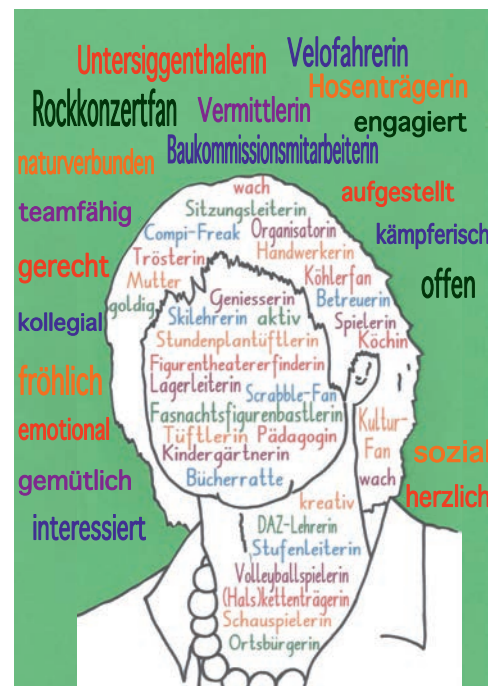 Untersiggenthalerin Velofahrerin
Hosenträgerin
Rockkonzertfan Vermittlerin
engagiert
naturverbunden Baukommissionsmitarbeiterin
wach
aufgestellt
teamfähig
Sitzungsleiterin
Compi-Freak Organisatorin
kämpferisch
gerecht
Trösterin Handwerkerin
Mutter
Köhlerfan
offen
goldig
Geniesserin Betreuerin
kollegial
Skilehrerin aktiv Spielerin
Stundenplantüftlerin Köchin
Figurentheatererfinderin
fröhlich
Lagerleiterin Scrabble-Fan
Fasnachtsfigurenbastlerin
Kultur-
Fan
emotional
Tüftlerin Pädagogin
Kindergärtnerin
sozial
gemütlich
Bücherratte
wach
herzlich
kreativ
interessiert
DAZ-Lehrerin
Stufenleiterin
Volleyballspielerin
(Hals)kettenträgerin
Schauspielerin
Ortsbürgerin